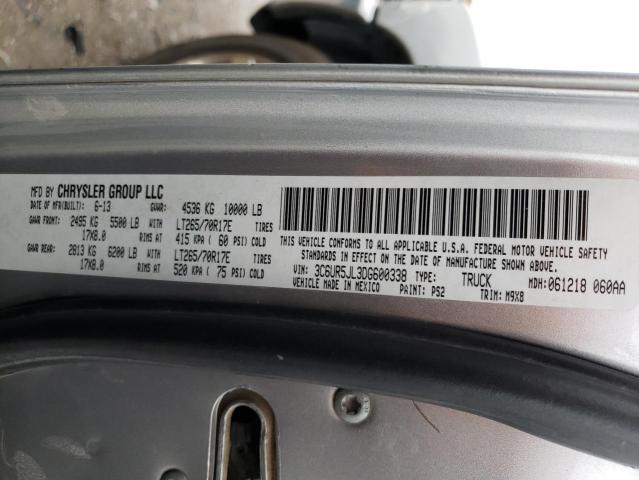 MFD BY CHRYSLER GROUP LLC
DATE OF MFR(BUILT): 6-13 GVWR: 4536 KG 10000 LB
GAWR FRONT: 2495 KG 5500 LB WITH LT265/70R17E TIRES
17X8.0 RIMS AT 415 KPA ( 60 PSI) COLD
GAWR REAR: 2813 KG 6200 LB WITH LT265/70R17E TIRES
17X8.0 RIMS AT 520 KPA ( 75 PSI) COLD
THIS VEHICLE CONFORMS TO ALL APPLICABLE U.S.A. FEDERAL MOTOR VEHICLE SAFETY
STANDARDS IN EFFECT ON THE DATE OF MANUFACTURE SHOWN ABOVE.
VIN: 3C6UR5JL3DG600338 TYPE: TRUCK MDH: 061218 060AA
VEHICLE MADE IN MEXICO PAINT: PS2 TRIM: M9X8